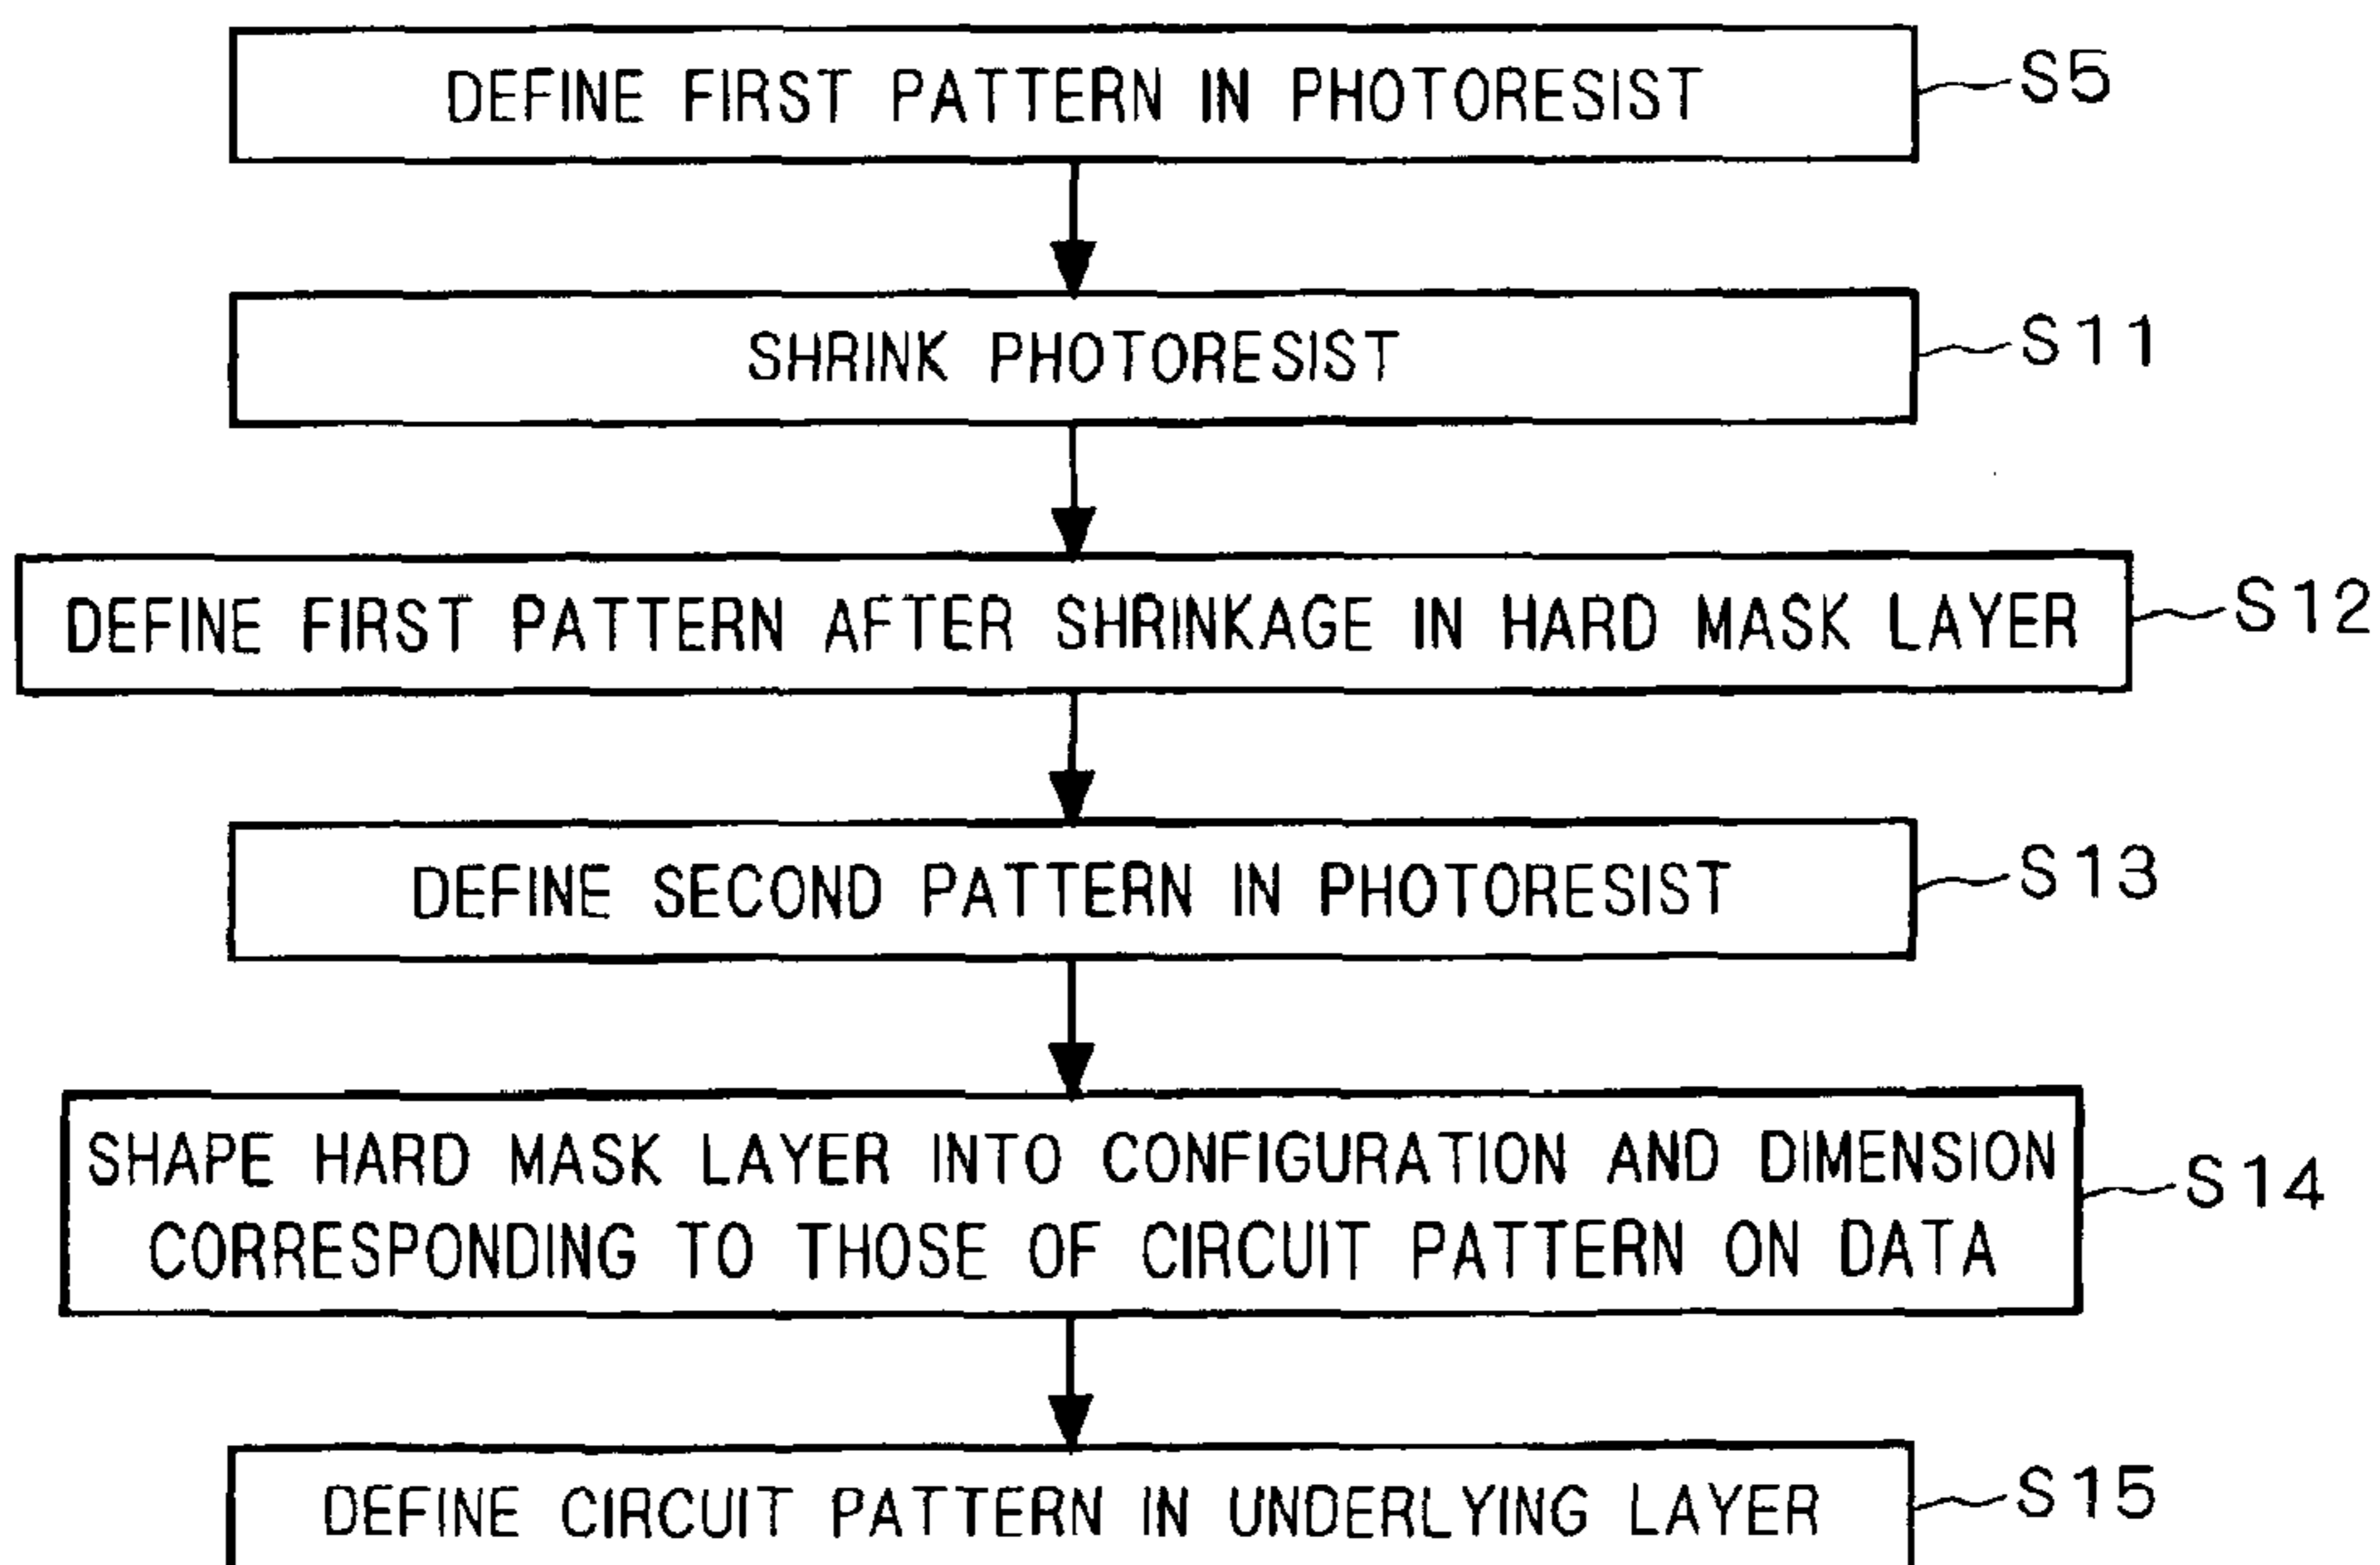 DEFINE FIRST PATTERN IN PHOTORESIST S5
SHRINK PHOTORESIST S11
DEFINE FIRST PATTERN AFTER SHRINKAGE IN HARD MASK LAYER S12
DEFINE SECOND PATTERN IN PHOTORESIST S13
SHAPE HARD MASK LAYER INTO CONFIGURATION AND DIMENSION
CORRESPONDING TO THOSE OF CIRCUIT PATTERN ON DATA
S14
DEFINE CIRCUIT PATTERN IN UNDERLYING LAYER S15